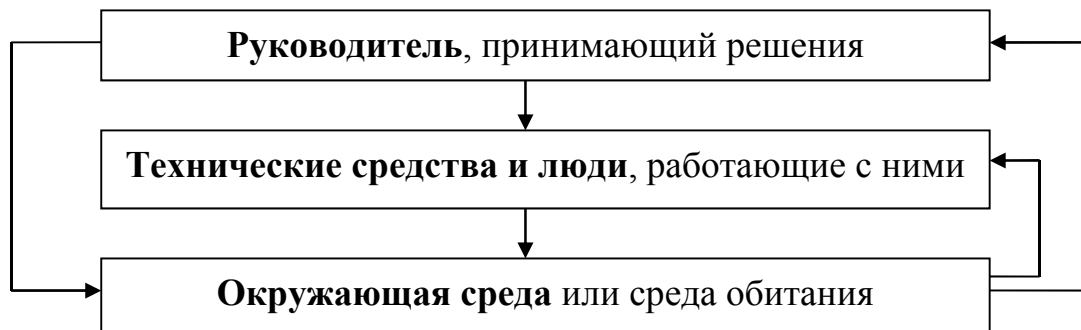 Руководитель, принимающий решения
Технические средства и люди, работающие с ними
Окружающая среда или среда обитания